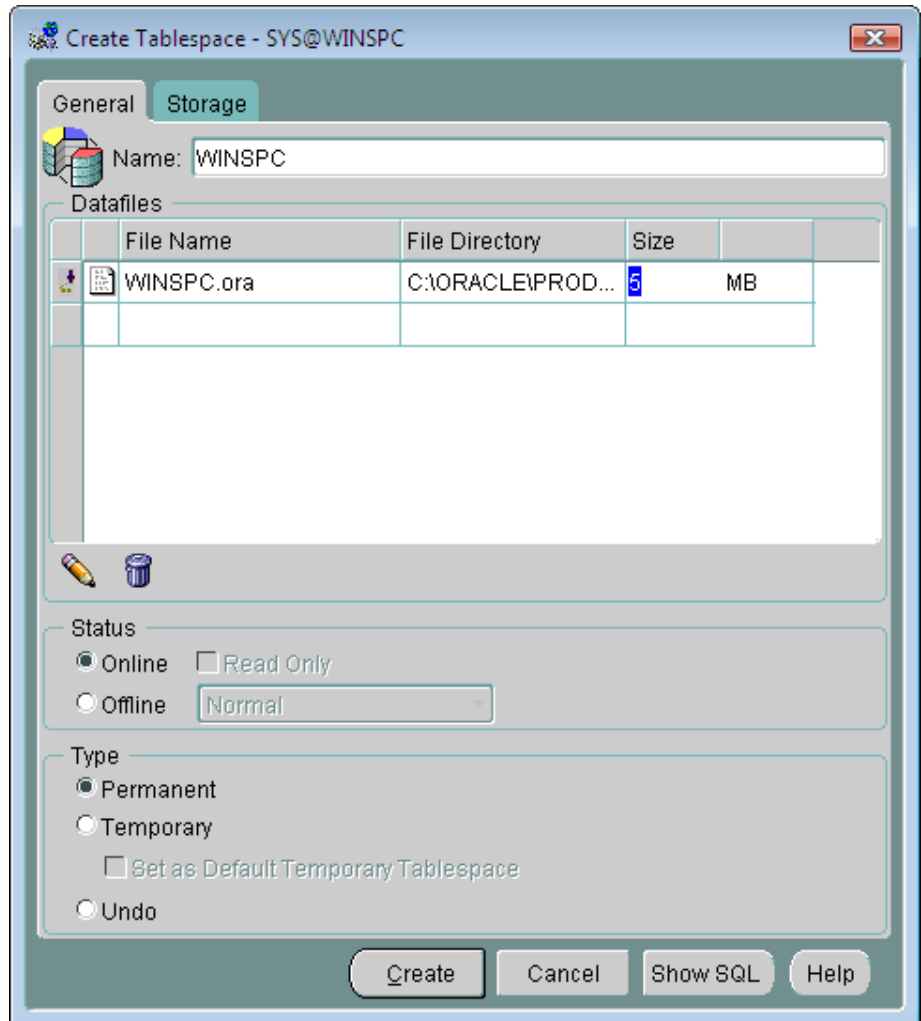 Create Tablespace - SYS@WINSPC
General Storage
Name: WINSPC
Datafiles
File Name File Directory Size
WINSPC.ora C:\ORACLE\PROD... 5 MB
Status
Online Read Only
Offline Normal
Type
Permanent
Temporary
Set as Default Temporary Tablespace
Undo
Create Cancel Show SQL Help